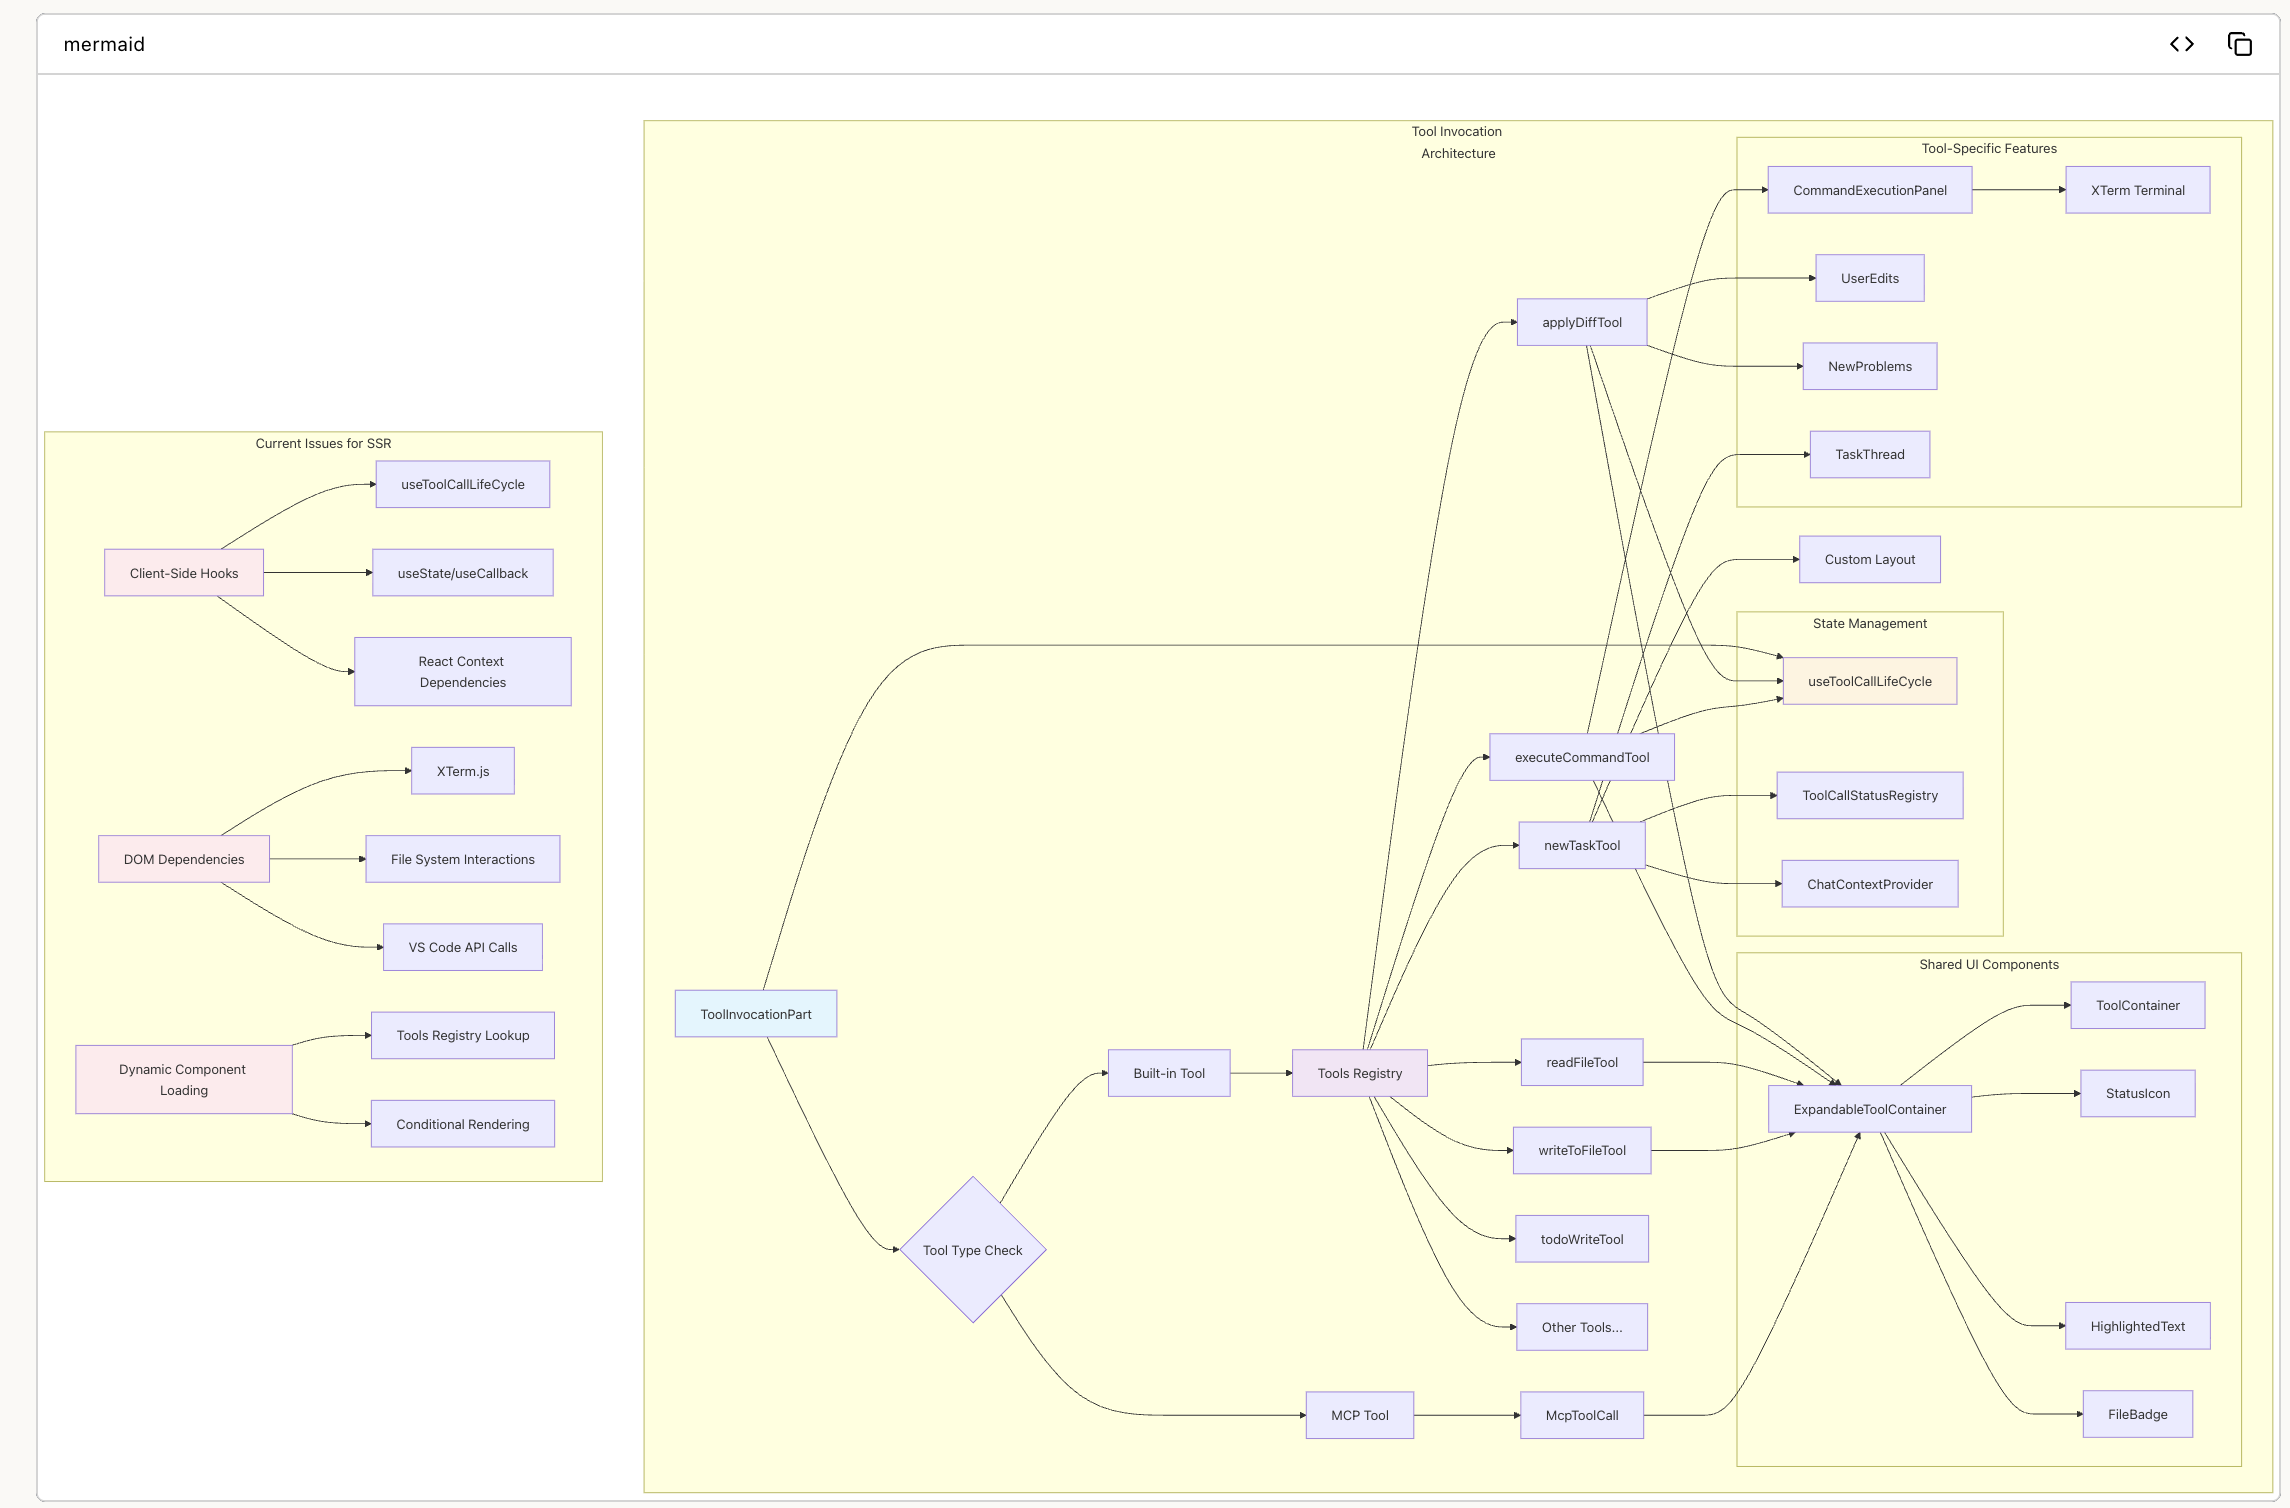 mermaid
Current Issues for SSR
Client-Side Hooks
useToolCallLifeCycle
useState/useCallback
React Context
Dependencies
DOM Dependencies
XTerm.js
File System Interactions
VS Code API Calls
Dynamic Component
Loading
Tools Registry Lookup
Conditional Rendering
Tool Invocation
Architecture
ToolInvocationPart
Tool Type Check
Built-in Tool
MCP Tool
Tools Registry
applyDiffTool
executeCommandTool
newTaskTool
readFileTool
writeToFileTool
todoWriteTool
Other Tools...
McpToolCall
Tool-Specific Features
CommandExecutionPanel
XTerm Terminal
UserEdits
NewProblems
TaskThread
Custom Layout
State Management
useToolCallLifeCycle
ToolCallStatusRegistry
ChatContextProvider
Shared UI Components
ExpandableToolContainer
ToolContainer
StatusIcon
HighlightedText
FileBadge